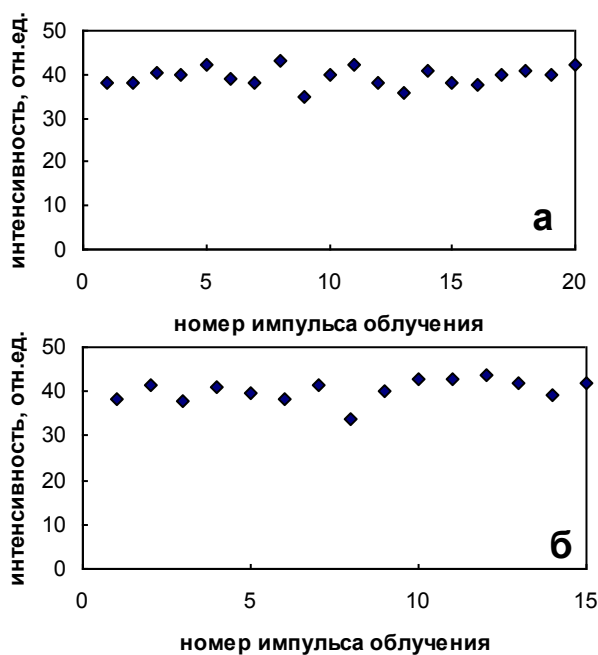 интенсивность, отн.ед.
50
40
30
20
10
0
а
0 5 10 15 20
номер импульса облучения
интенсивность, отн.ед.
50
40
30
20
10
0
б
0 5 10 15
номер импульса облучения